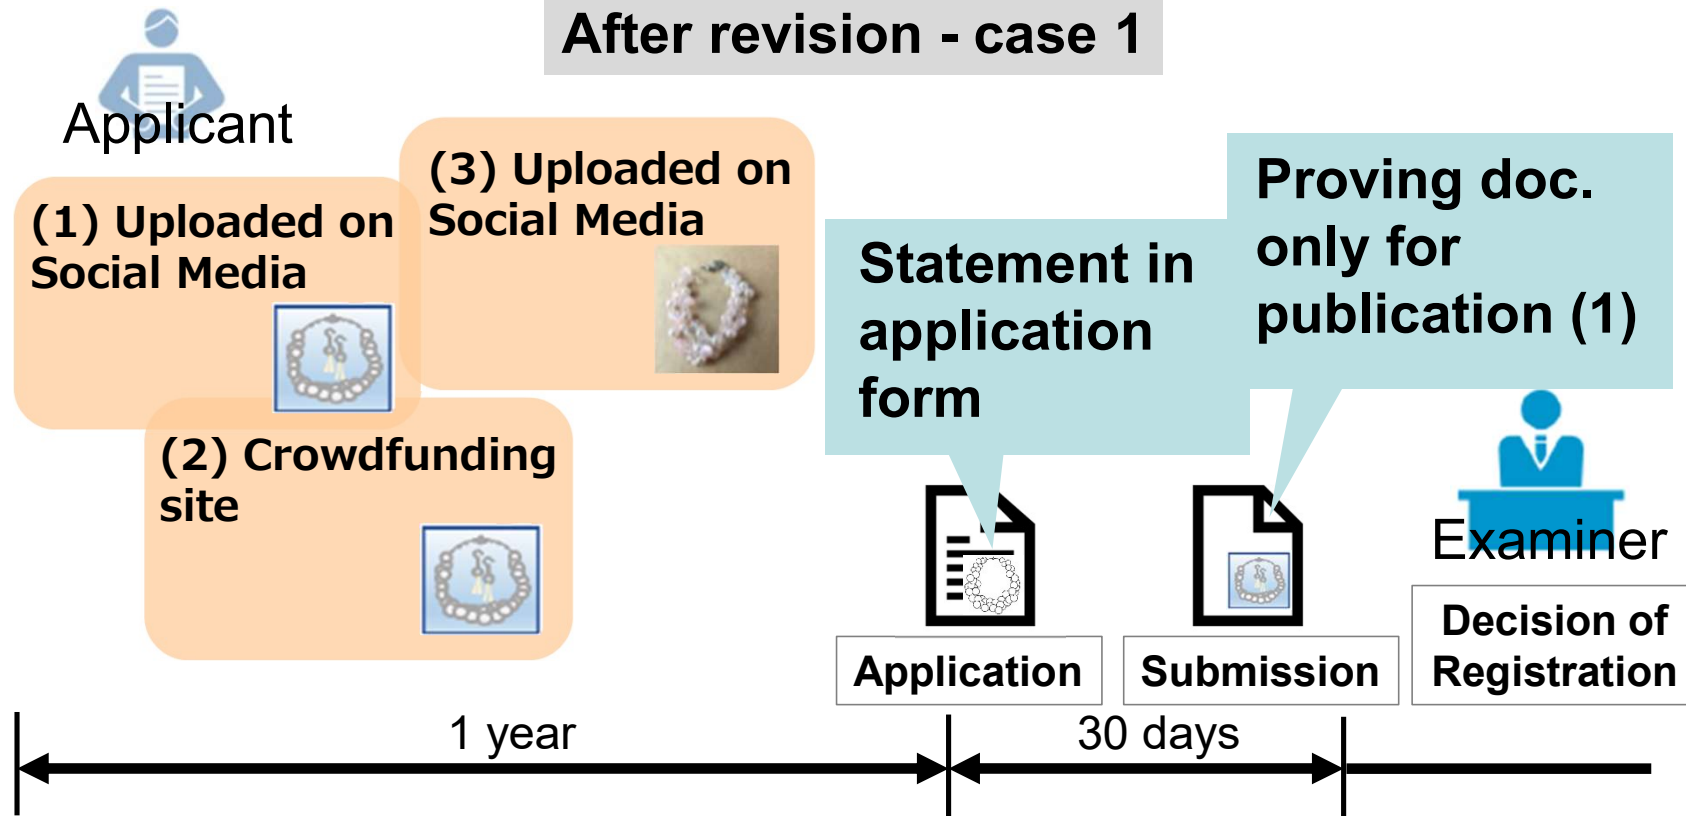 After revision - case 1
Applicant
(1) Uploaded on
Social Media
(3) Uploaded on
Social Media
(2) Crowdfunding
site
Statement in
application
form
Proving doc.
only for
publication (1)
Examiner
Application
Submission
Decision of
Registration
1 year
30 days